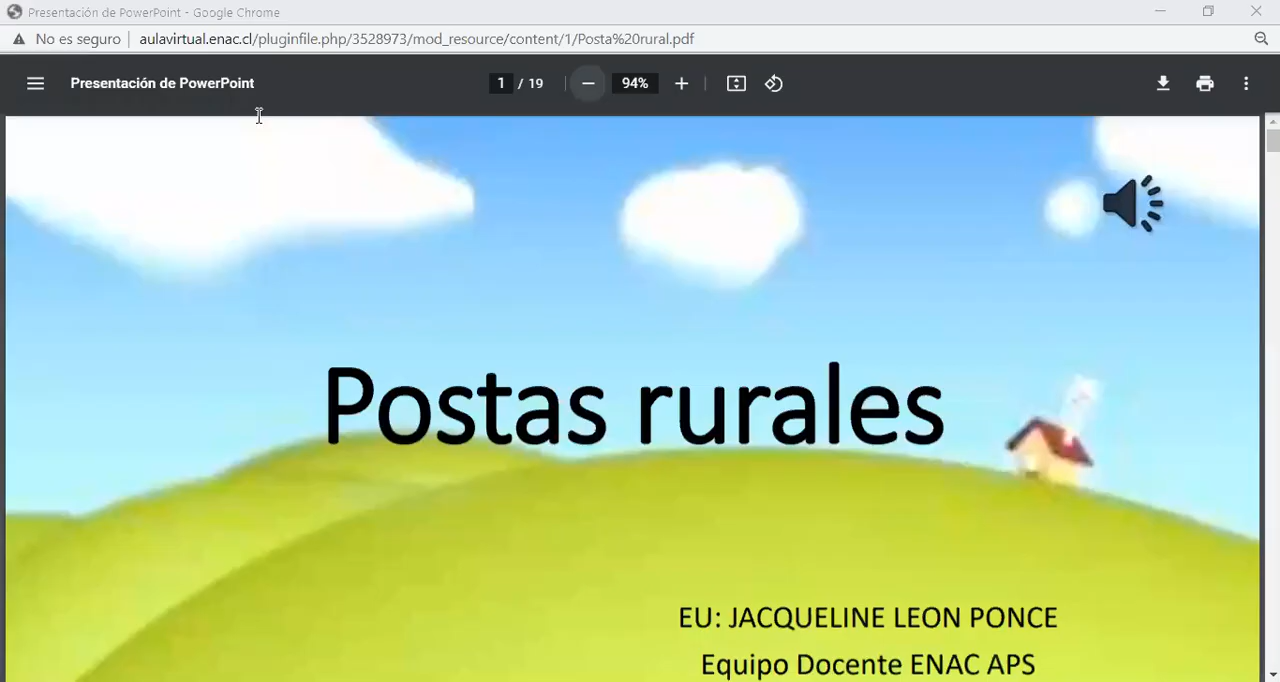 Presentación de PowerPoint - Google Chrome
No es seguro | aulavirtual.enac.cl/pluginfile.php/3528973/mod_resource/content/1/Posta%20rural.pdf
Presentación de PowerPoint 1 / 19 94%
Postas rurales
EU: JACQUELINE LEON PONCE
Equipo Docente ENAC APS